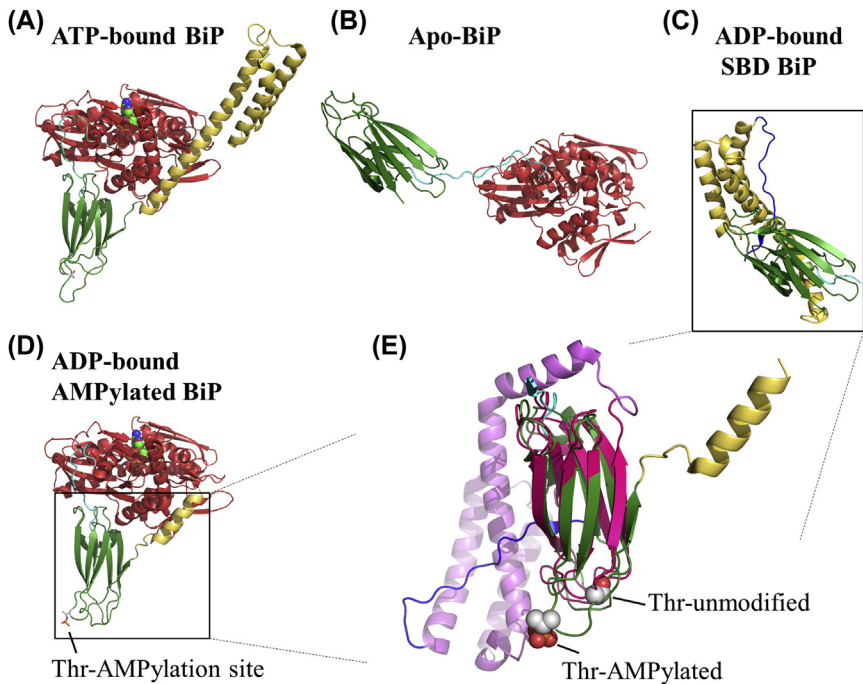 (A)
ATP-bound BiP
(B)
Apo-BiP
(C)
ADP-bound
SBD BiP
(D)
ADP-bound
AMPylated BiP
Thr-AMPylation site
(E)
Thr-unmodified
Thr-AMPylated